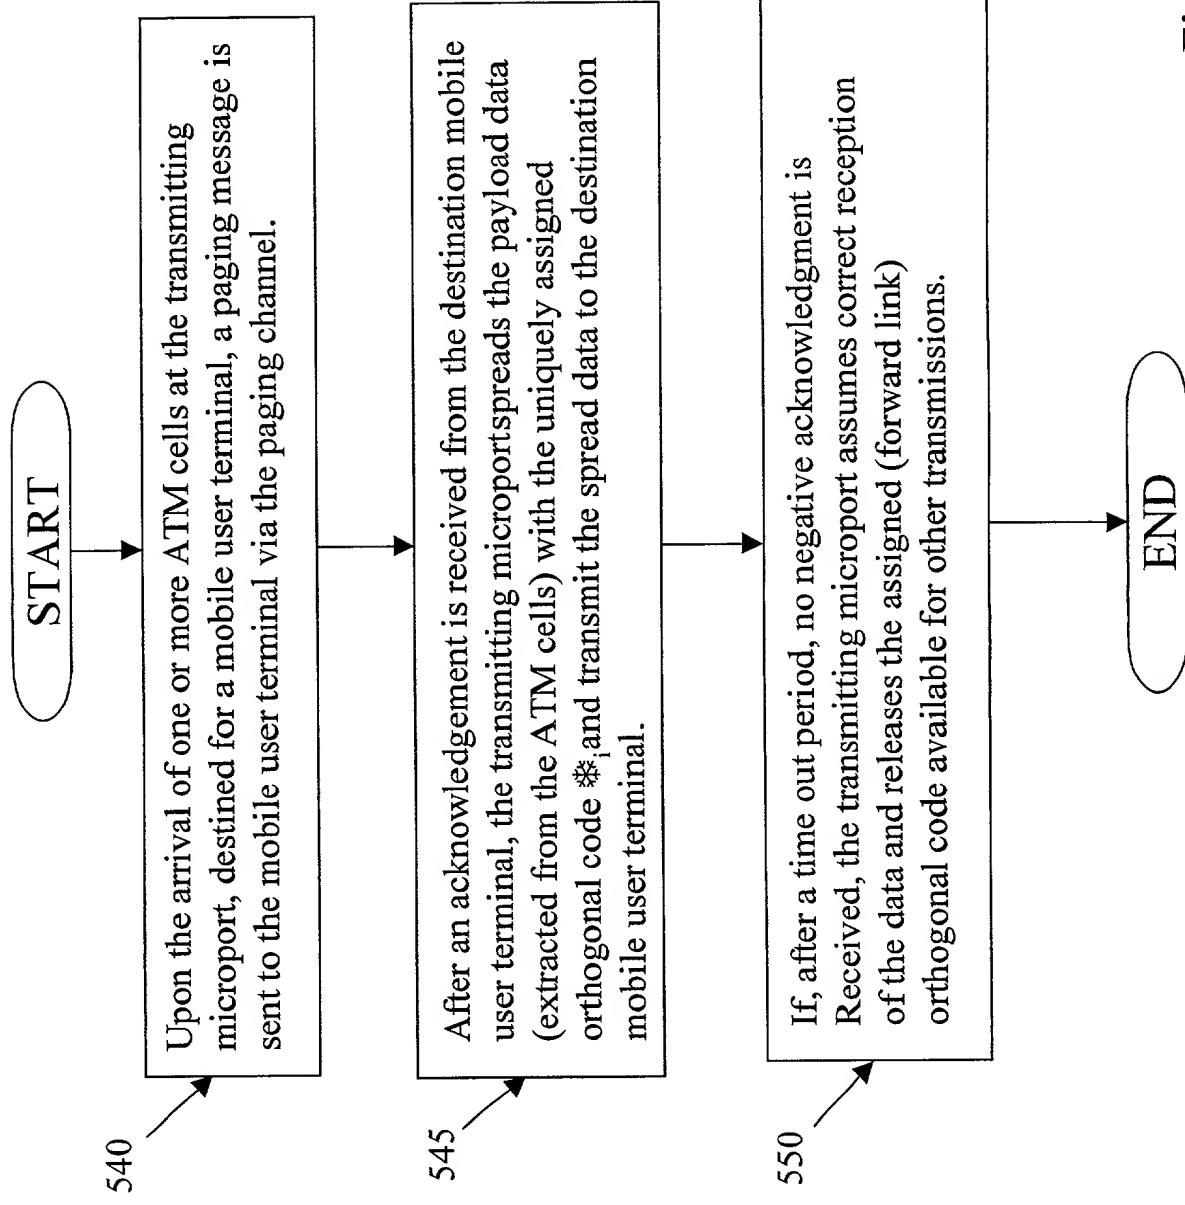 START
540
Upon the arrival of one or more ATM cells at the transmitting
microport, destined for a mobile user terminal, a paging message is
sent to the mobile user terminal via the paging channel.
545
After an acknowledgement is received from the destination mobile
user terminal, the transmitting microportspreads the payload data
(extracted from the ATM cells) with the uniquely assigned
orthogonal code ❄i and transmit the spread data to the destination
mobile user terminal.
550
If, after a time out period, no negative acknowledgment is
Received, the transmitting microport assumes correct reception
of the data and releases the assigned (forward link)
orthogonal code available for other transmissions.
END